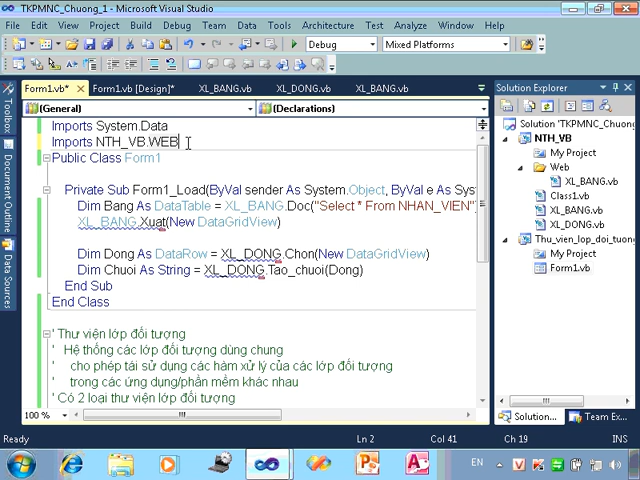 TKPMNC_Chuong_1 - Microsoft Visual Studio
File Edit View Project Build Debug Team Data Tools Architecture Test Analyze Window Help
Debug Mixed Platforms
Form1.vb* Form1.vb [Design]* XL_BANG.vb XL_DONG.vb XL_BANG.vb
(General) (Declarations)
Imports System.Data
Imports NTH_VB.WEB
Public Class Form1
Private Sub Form1_Load(ByVal sender As System.Object, ByVal e As Sys
Dim Bang As DataTable = XL_BANG.Doc("Select * From NHAN_VIEN")
XL_BANG.Xuat(New DataGridView)
Dim Dong As DataRow = XL_DONG.Chon(New DataGridView)
Dim Chuoi As String = XL_DONG.Tao_chuoi(Dong)
End Sub
End Class
' Thư viện lớp đối tượng
' Hệ thống các lớp đối tượng dùng chung
' cho phép tái sử dụng các hàm xử lý của các lớp đối tượng
' trong các ứng dụng/phần mềm khác nhau
' Có 2 loại thư viện lớp đối tượng
100 %
Toolbox
Document Outline
Data Sources
Solution Explorer
Solution 'TKPMNC_Chuong
NTH_VB
My Project
Web
XL_BANG.vb
Class1.vb
XL_BANG.vb
XL_DONG.vb
Thu_vien_lop_doi_tuong
My Project
Form1.vb
Solution... Team Ex...
Ready Ln 2 Col 41 Ch 19 INS
EN 5:16 PM